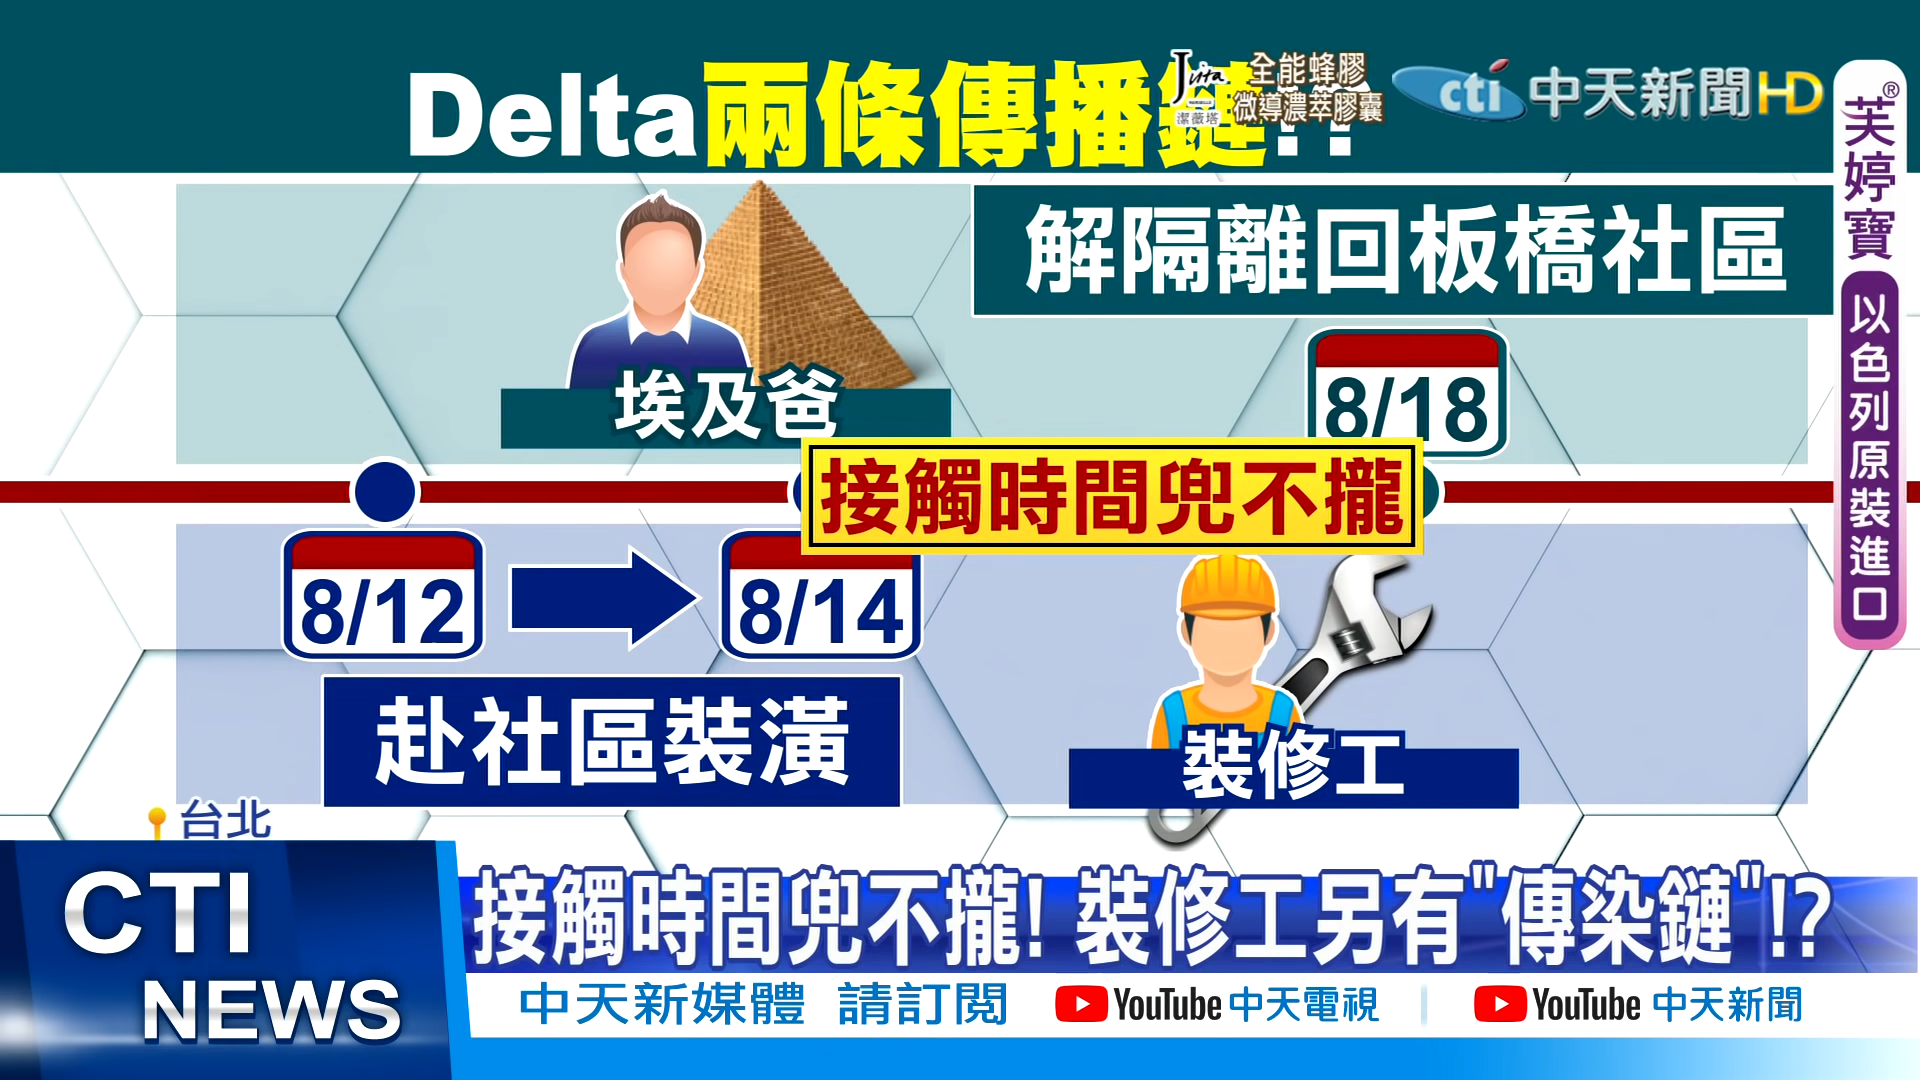 Delta兩條傳播鏈!?
Juta
潔薇塔
全能蜂膠
微導濃萃膠囊
cti 中天新聞HD
芙婷寶®
以色列原裝進口
解隔離回板橋社區
埃及爸
8/18
接觸時間兜不攏
8/12
8/14
赴社區裝潢
裝修工
台北
CTI
NEWS
接觸時間兜不攏! 裝修工另有"傳染鏈"!?
中天新媒體 請訂閱 YouTube 中天電視 | YouTube 中天新聞